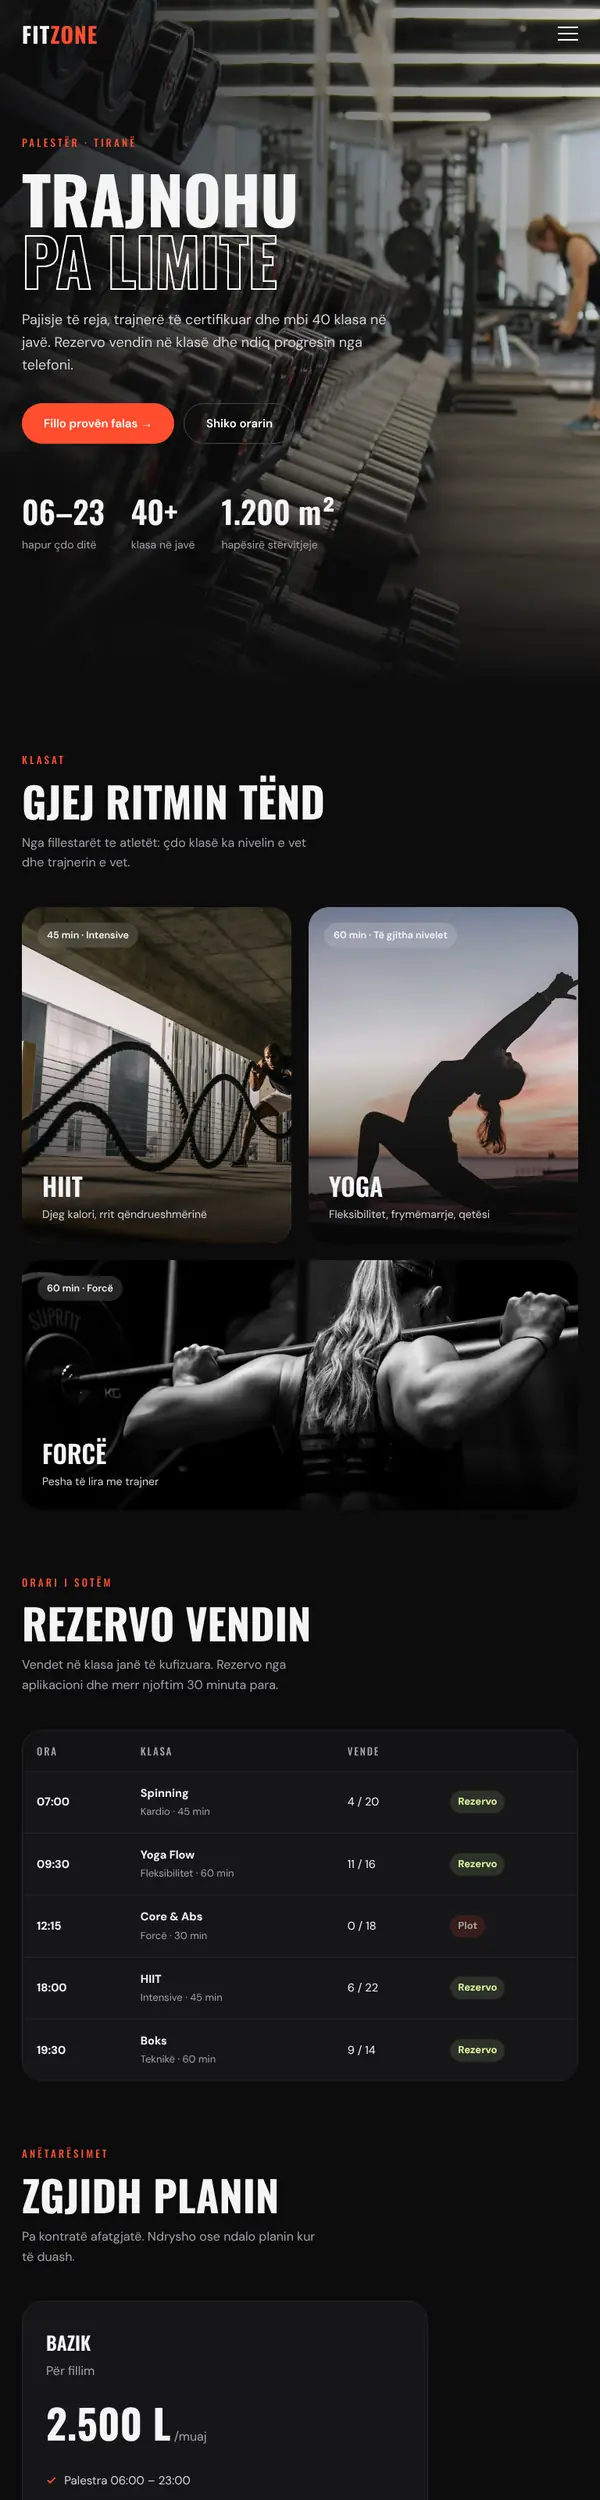 FITZONE
PALESTËR · TIRANË
TRAJNOHU
PA LIMITE
Pajisje të reja, trajnerë të certifikuar dhe mbi 40 klasa në
javë. Rezervo vendin në klasë dhe ndiq progresin nga
telefoni.
Fillo provën falas →
Shiko orarin
06–23
40+
1.200 m²
hapur çdo ditë
klasa në javë
hapësirë stërvitjeje
KLASAT
GJEJ RITMIN TËND
Nga fillestarët te atletët: çdo klasë ka nivelin e vet
dhe trajnerin e vet.
45 min · Intensive
HIIT
Djeg kalori, rrit qëndrueshmërinë
60 min · Të gjitha nivelet
YOGA
Fleksibilitet, frymëmarrje, qetësi
60 min · Forcë
KG
FORCË
Pesha të lira me trajner
ORARI I SOTËM
REZERVO VENDIN
Vendet në klasa janë të kufizuara. Rezervo nga
aplikacioni dhe merr njoftim 30 minuta para.
ORA KLASA VENDE
07:00 Spinning 4 / 20 Rezervo
Kardio · 45 min
09:30 Yoga Flow 11 / 16 Rezervo
Fleksibilitet · 60 min
12:15 Core & Abs 0 / 18 Plot
Forcë · 30 min
18:00 HIIT 6 / 22 Rezervo
Intensive · 45 min
19:30 Boks 9 / 14 Rezervo
Teknikë · 60 min
ANËTARËSIMET
ZGJIDH PLANIN
Pa kontratë afatgjatë. Ndrysho ose ndalo planin kur
të duash.
BAZIK
Për fillim
2.500 L /muaj
✓ Palestra 06:00 – 23:00